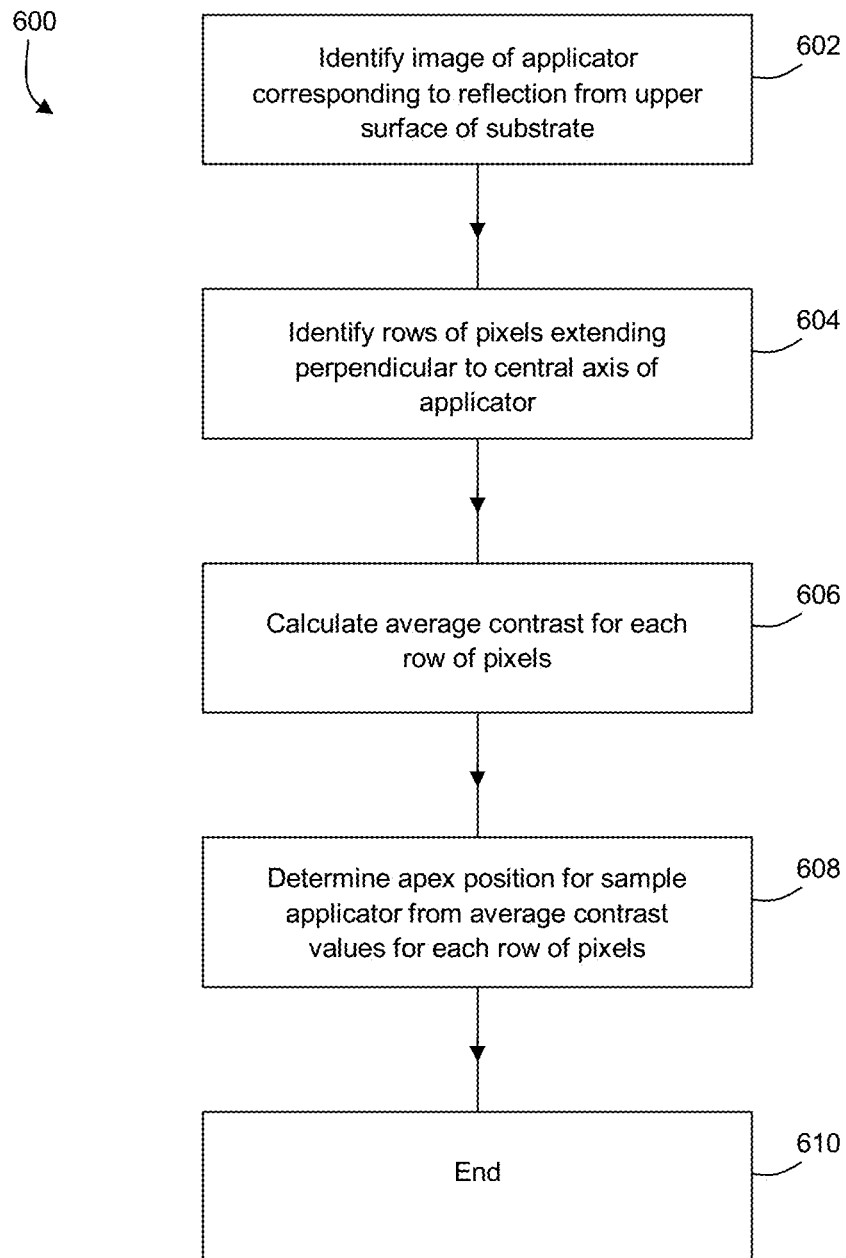 600
602
Identify image of applicator
corresponding to reflection from upper
surface of substrate
604
Identify rows of pixels extending
perpendicular to central axis of
applicator
606
Calculate average contrast for each
row of pixels
608
Determine apex position for sample
applicator from average contrast
values for each row of pixels
610
End